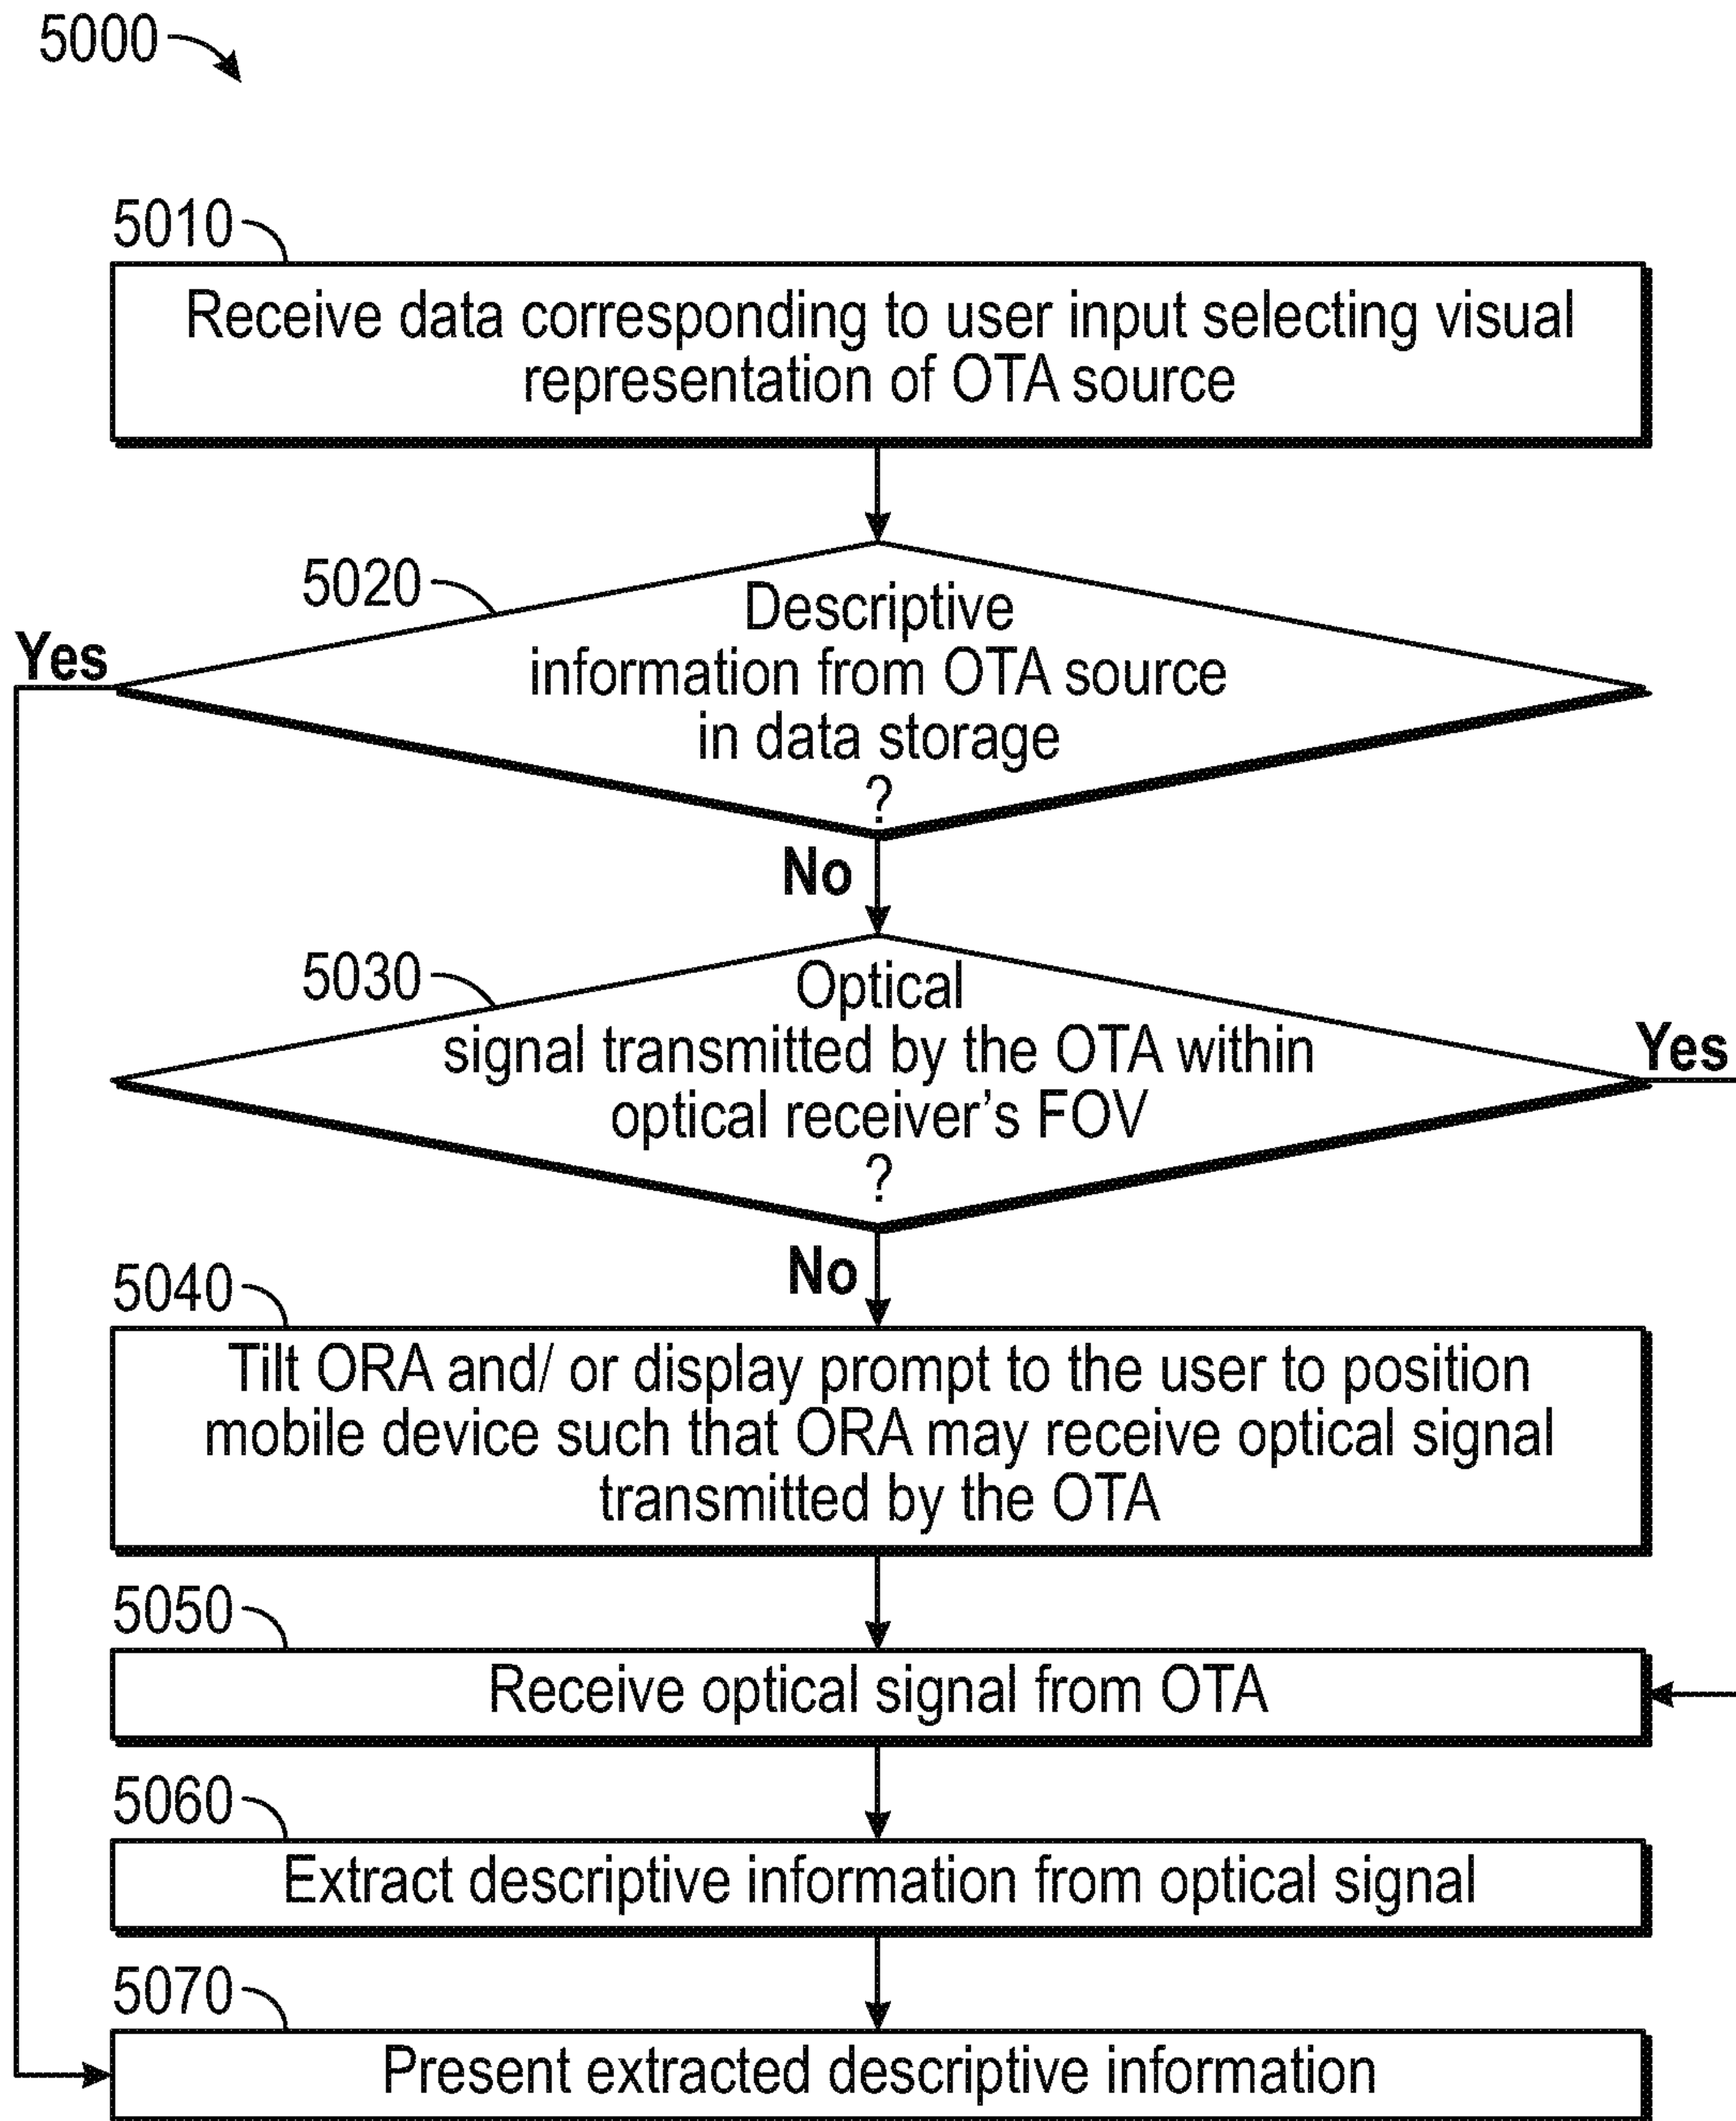 5000
5010
Receive data corresponding to user input selecting visual
representation of OTA source
5020
Descriptive
information from OTA source
in data storage
?
Yes
No
5030
Optical
signal transmitted by the OTA within
optical receiver's FOV
?
Yes
No
5040
Tilt ORA and/ or display prompt to the user to position
mobile device such that ORA may receive optical signal
transmitted by the OTA
5050
Receive optical signal from OTA
5060
Extract descriptive information from optical signal
5070
Present extracted descriptive information